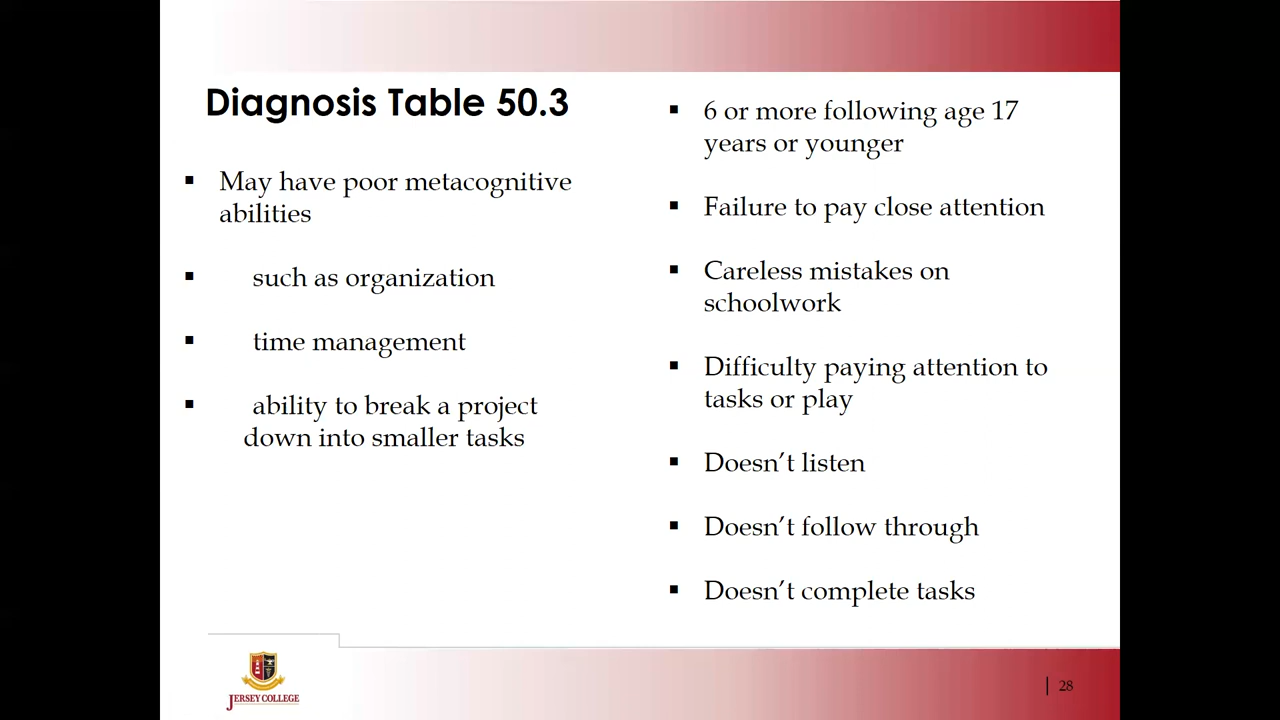 Diagnosis Table 50.3
▪ May have poor metacognitive
abilities
▪ such as organization
▪ time management
▪ ability to break a project
down into smaller tasks
▪ 6 or more following age 17
years or younger
▪ Failure to pay close attention
▪ Careless mistakes on
schoolwork
▪ Difficulty paying attention to
tasks or play
▪ Doesn’t listen
▪ Doesn’t follow through
▪ Doesn’t complete tasks
JERSEY COLLEGE
| 28